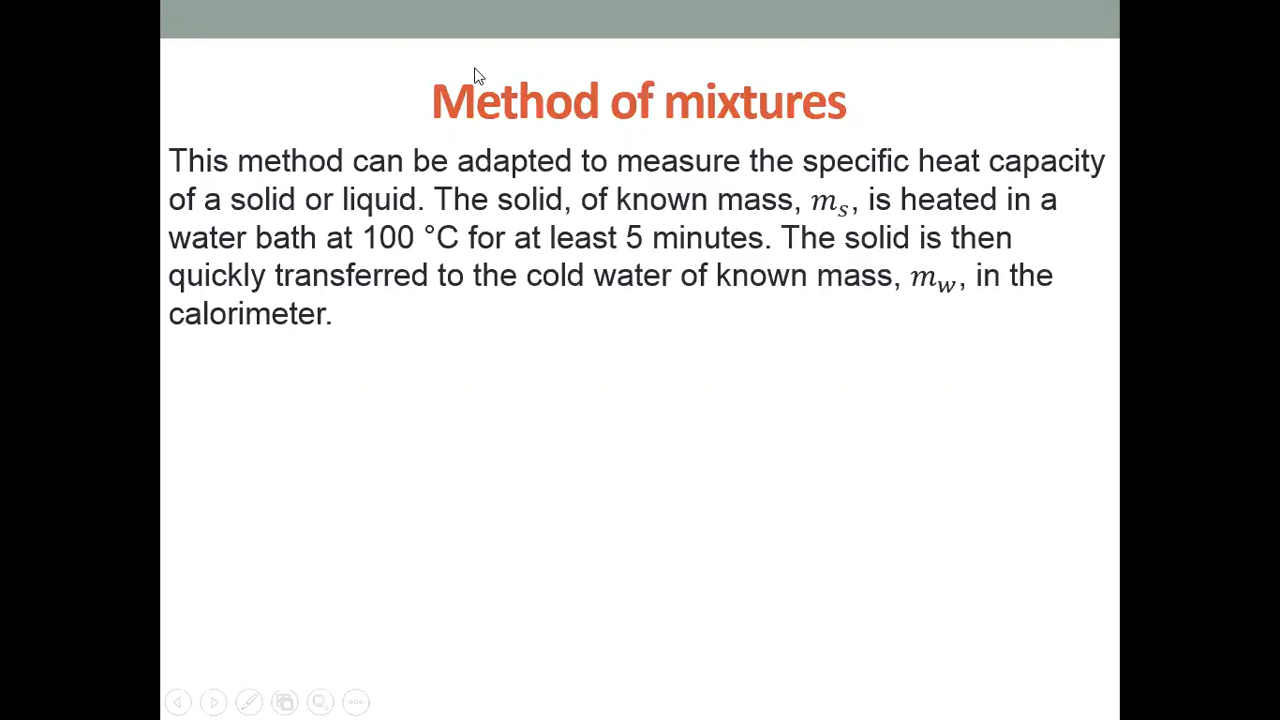 Method of mixtures
This method can be adapted to measure the specific heat capacity
of a solid or liquid. The solid, of known mass, 𝑚ₛ, is heated in a
water bath at 100 °C for at least 5 minutes. The solid is then
quickly transferred to the cold water of known mass, 𝑚_𝑤, in the
calorimeter.